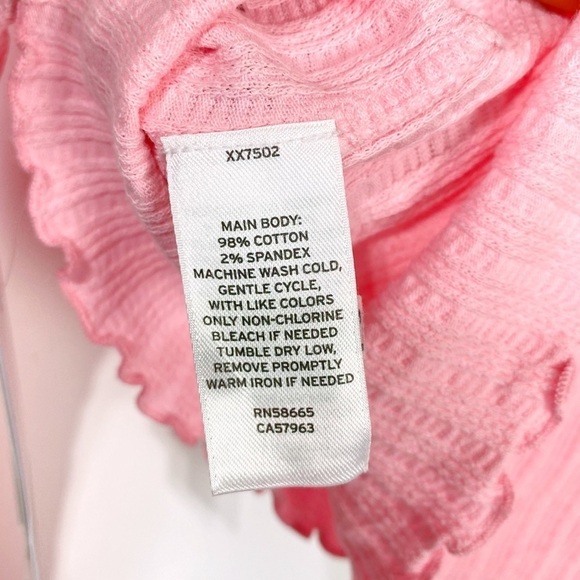 XX7502
MAIN BODY:
98% COTTON
2% SPANDEX
MACHINE WASH COLD,
GENTLE CYCLE,
WITH LIKE COLORS
ONLY NON-CHLORINE
BLEACH IF NEEDED
TUMBLE DRY LOW,
REMOVE PROMPTLY
WARM IRON IF NEEDED
RN58665
CA57963